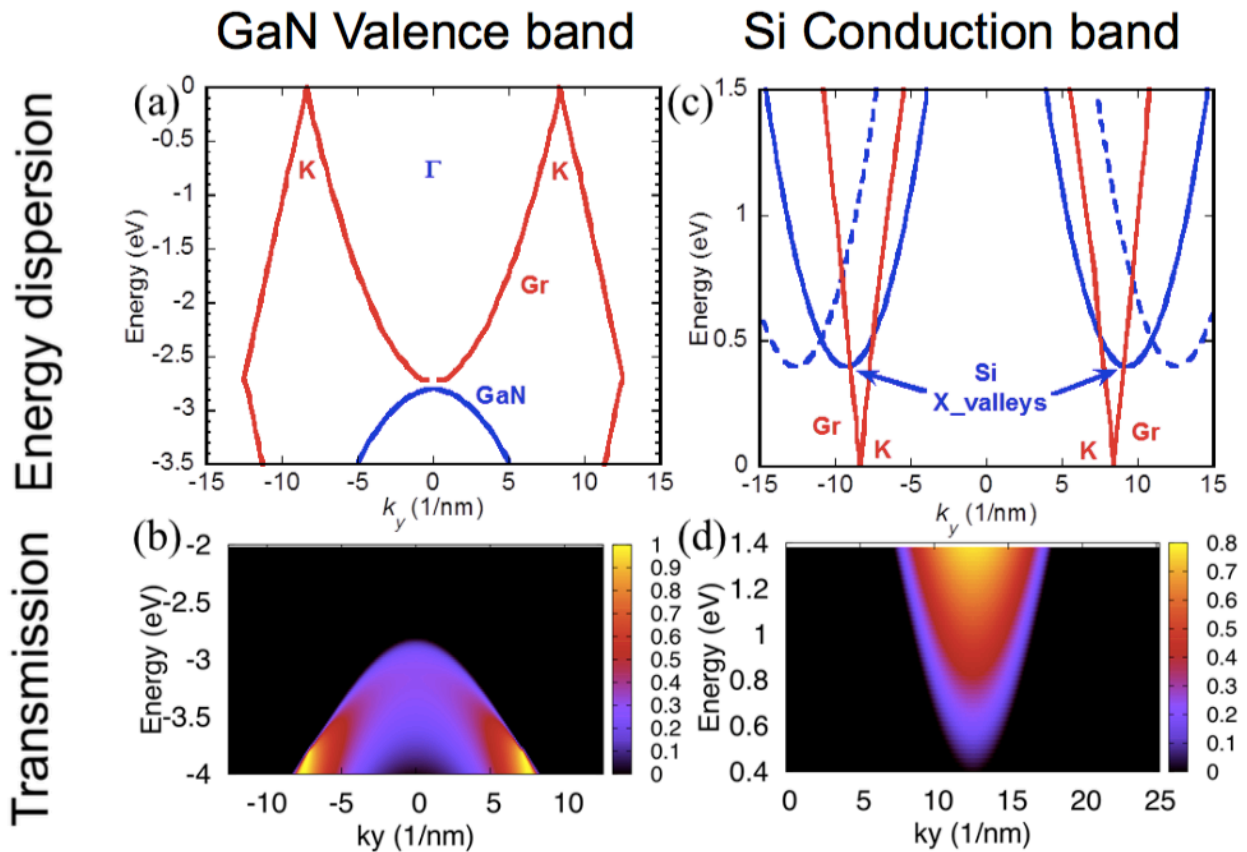 GaN Valence band
Si Conduction band
Energy dispersion
Transmission
(a)
0
-0.5
-1
-1.5
-2
-2.5
-3
-3.5
Energy (eV)
K
Γ
K
Gr
GaN
-15 -10 -5 0 5 10 15
k_y (1/nm)
(c)
1.5
1
0.5
0
Energy (eV)
Si
X_valleys
Gr
K
K
Gr
-15 -10 -5 0 5 10 15
k_y (1/nm)
(b)
-2
-3
-3.5
-4
Energy (eV)
-10 -5 0 5 10
ky (1/nm)
1
0.9
0.8
0.7
0.6
0.5
0.4
0.3
0.2
0.1
0
(d)
1.4
1.2
1
0.8
0.6
0.4
Energy (eV)
0 5 10 15 20 25
ky (1/nm)
0.8
0.7
0.6
0.5
0.4
0.3
0.2
0.1
0